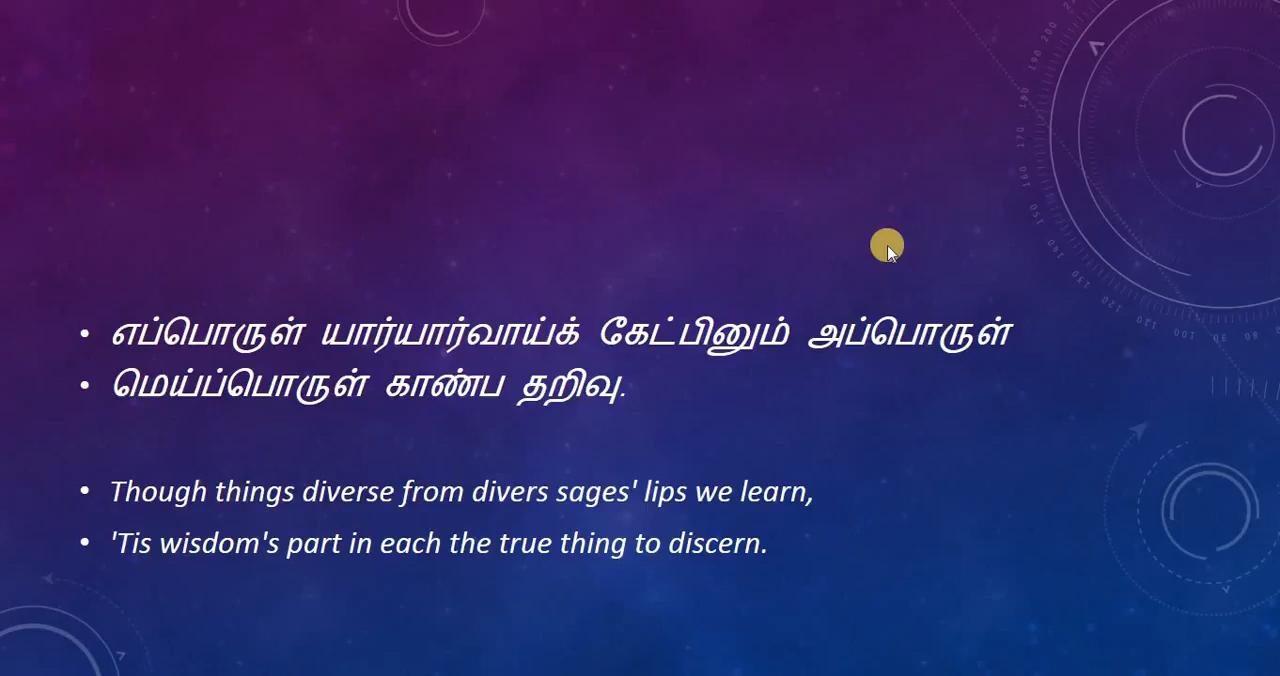 • எப்பொருள் யார்யார்வாய்க் கேட்பினும் அப்பொருள்
• மெய்ப்பொருள் காண்ப தறிவு.
• Though things diverse from divers sages' lips we learn,
• 'Tis wisdom's part in each the true thing to discern.